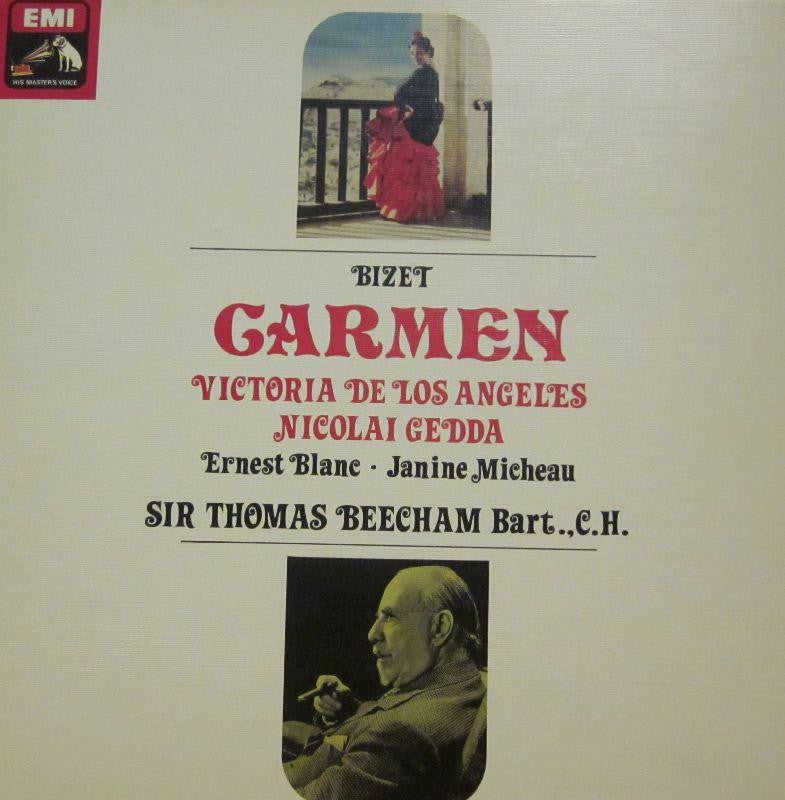 EMI
HIS MASTER'S VOICE
BIZET
CARMEN
VICTORIA DE LOS ANGELES
NICOLAI GEDDA
Ernest Blanc · Janine Micheau
SIR THOMAS BEECHAM Bart.,C.H.